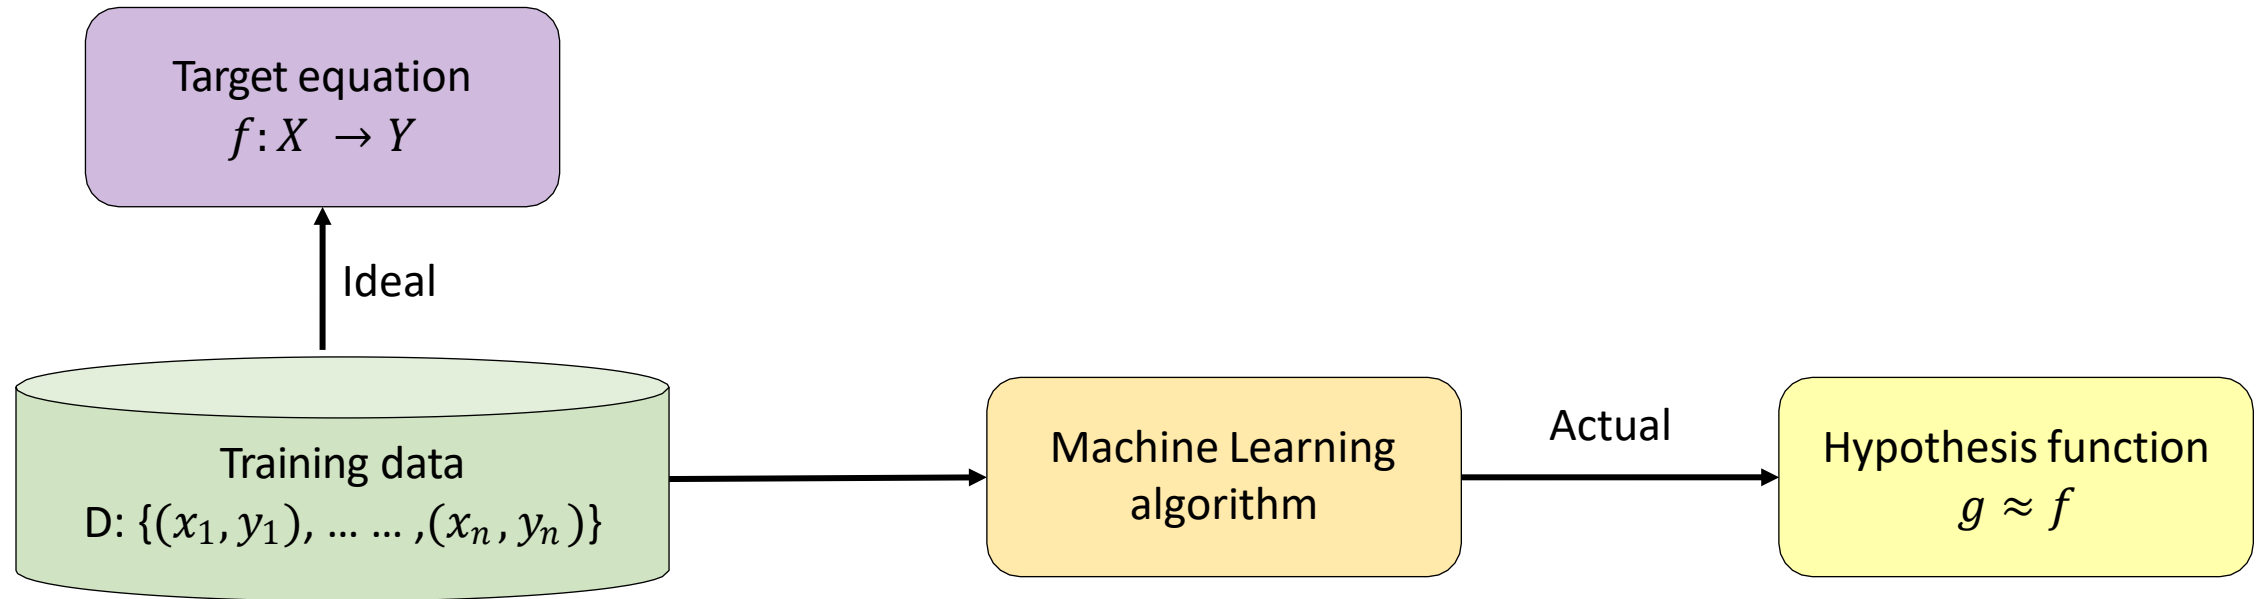 Target equation
f: X → Y
Ideal
Training data
D: {(x₁, y₁), ... ... ,(xₙ, yₙ)}
Machine Learning
algorithm
Actual
Hypothesis function
g ≈ f